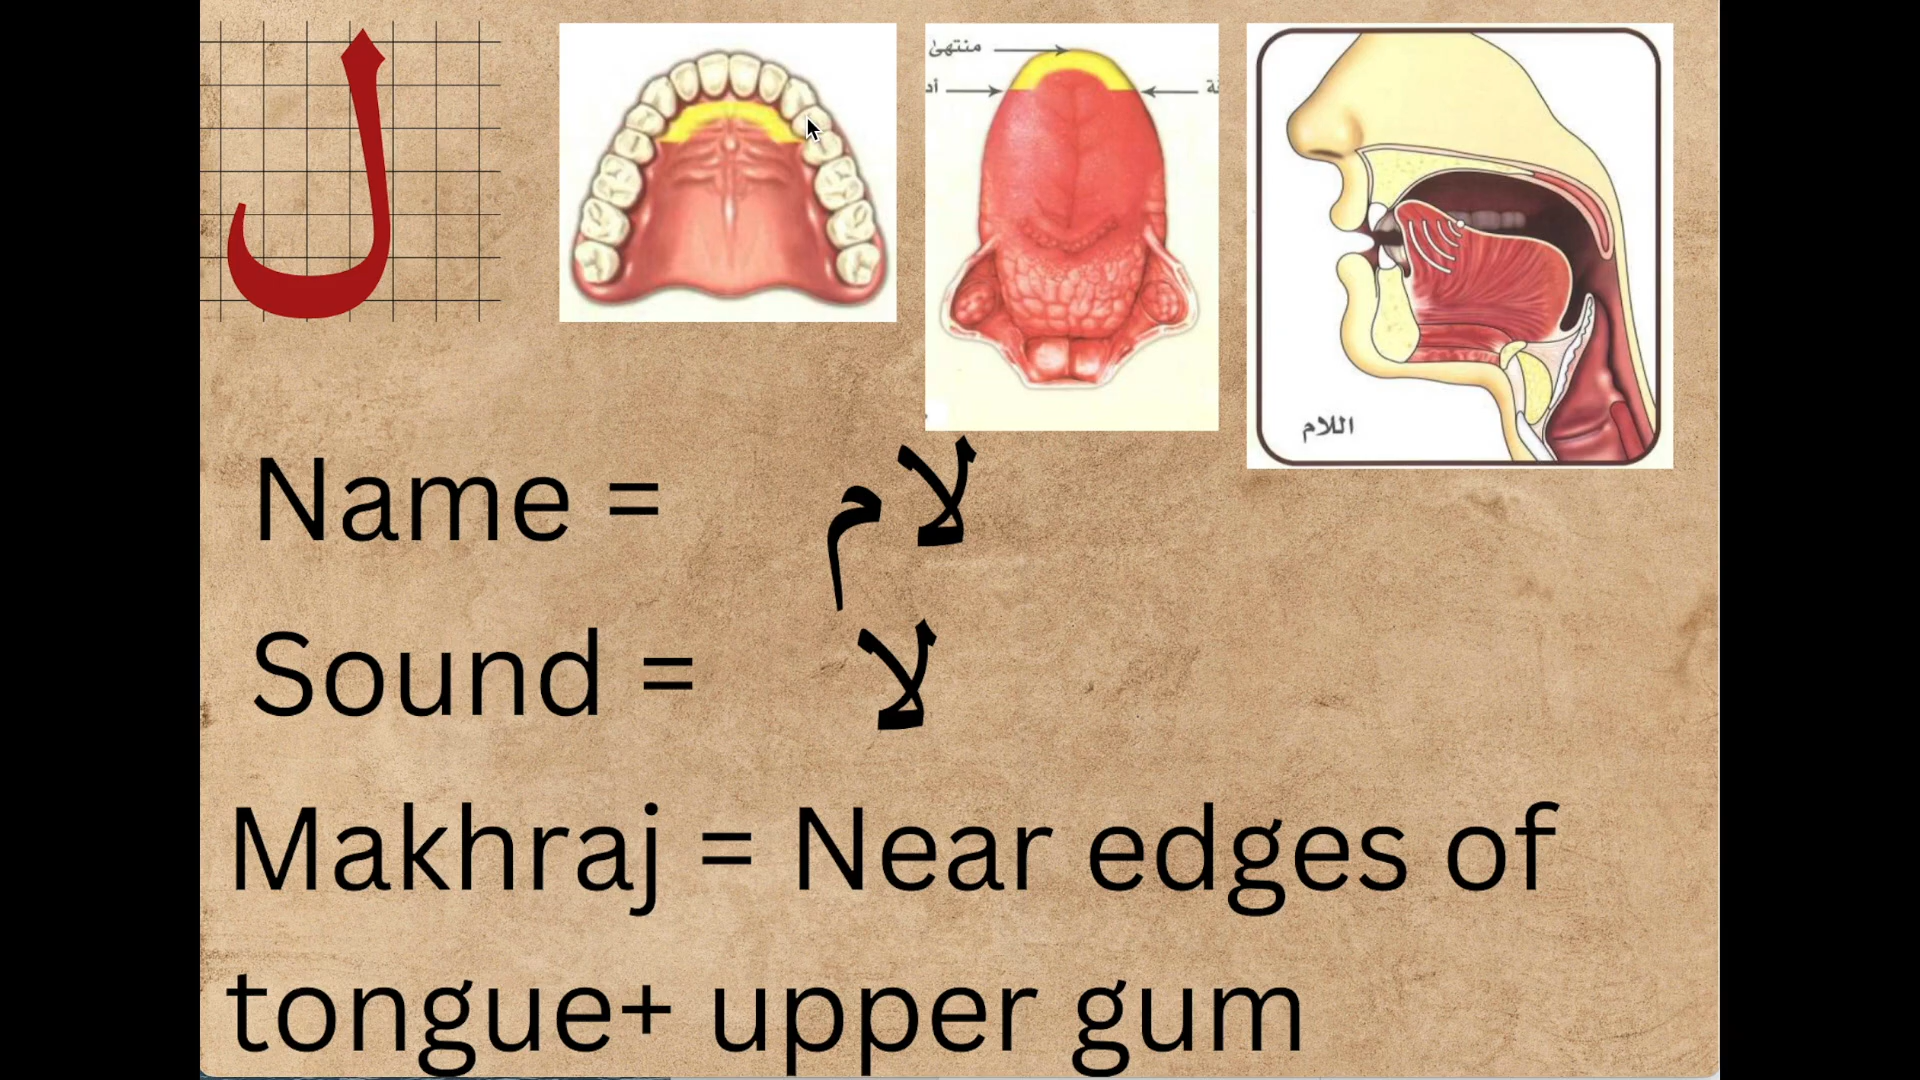 ل
منتهى
اللام
Name = لام
Sound = لا
Makhraj = Near edges of
tongue+ upper gum